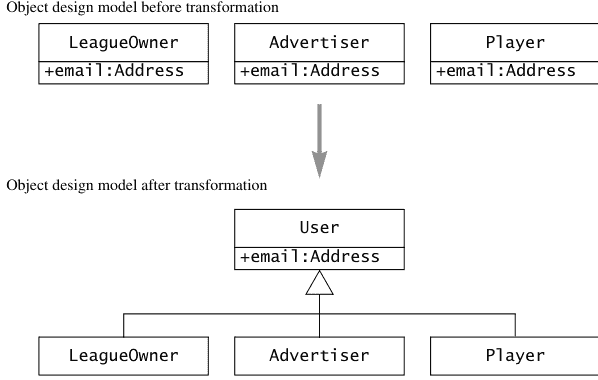 Object design model before transformation
LeagueOwner Advertiser Player
+email:Address +email:Address +email:Address
Object design model after transformation
User
+email:Address
LeagueOwner Advertiser Player